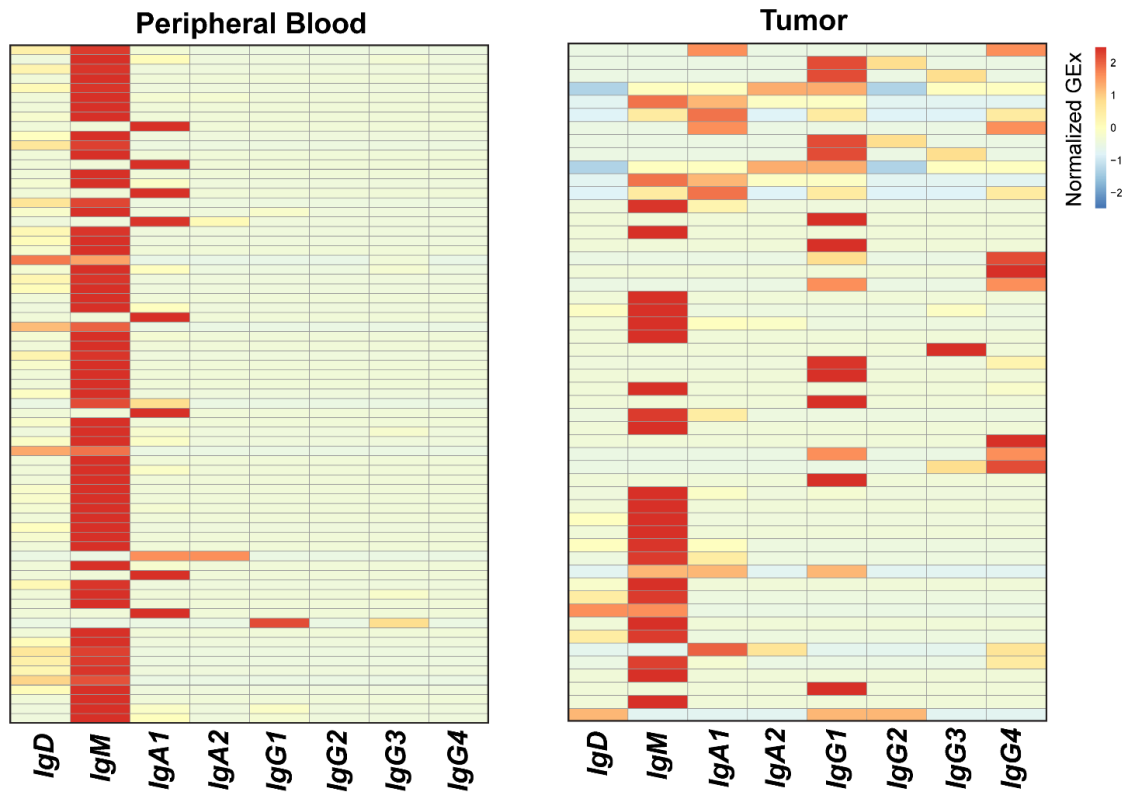 Peripheral Blood
Tumor
Normalized GEx
2
1
0
−1
−2
IgD IgM IgA1 IgA2 IgG1 IgG2 IgG3 IgG4
IgD IgM IgA1 IgA2 IgG1 IgG2 IgG3 IgG4